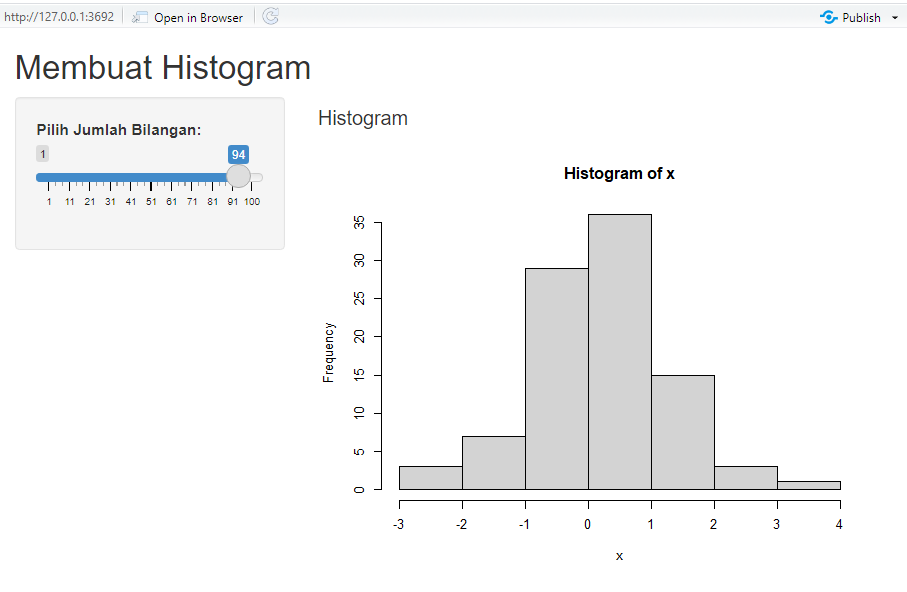 http://127.0.0.1:3692 Open in Browser Publish
Membuat Histogram
Pilih Jumlah Bilangan:
1 94
1 11 21 31 41 51 61 71 81 91 100
Histogram
Histogram of x
Frequency
35
30
25
20
15
10
5
0
-3 -2 -1 0 1 2 3 4
x